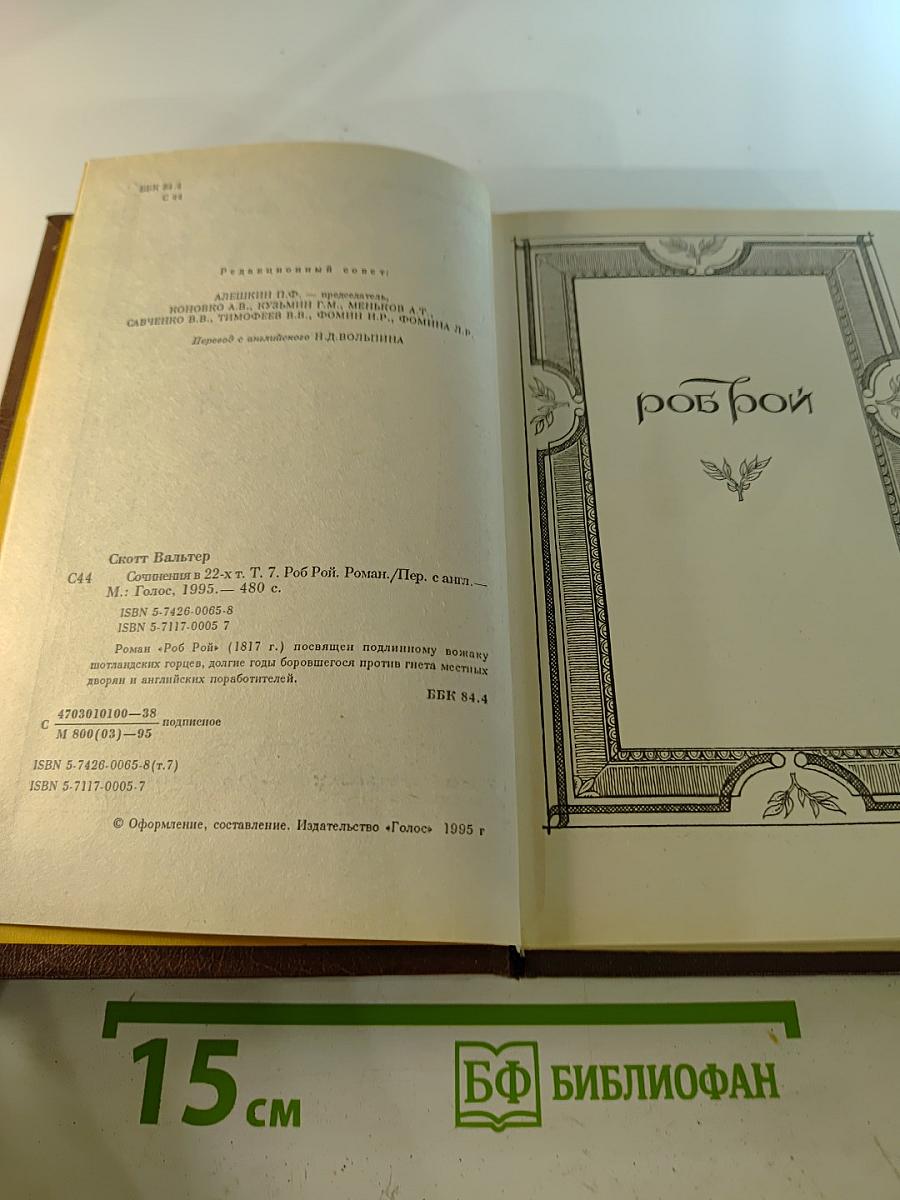 ББК 84.4
С 44
Редакционный совет:
АЛЕШКИН П.Ф. — председатель,
КОНОВКО А.В., КУЗЬМИН Г.М., МЕНЬКОВ А.Т.,
САВЧЕНКО В.В., ТИМОФЕЕВ В.В., ФОМИН И.Р., ФОМИНА Л.Р.
Перевод с английского Н.Д.ВОЛЬПИНА
Скотт Вальтер
С44 Сочинения в 22-х т. Т. 7. Роб Рой. Роман./Пер. с англ.—
М.: Голос, 1995.— 480 с.
ISBN 5-7426-0065-8
ISBN 5-7117-0005 7
Роман «Роб Рой» (1817 г.) посвящен подлинному вожаку
шотландских горцев, долгие годы боровшегося против гнета местных
дворян и английских поработителей.
ББК 84.4
С 4703010100—38 подписное
М 800(03)—95
ISBN 5-7426-0065-8(т.7)
ISBN 5-7117-0005-7
© Оформление, составление. Издательство «Голос» 1995 г
Роб Рой
15 см
БФ БИБЛИОФАН